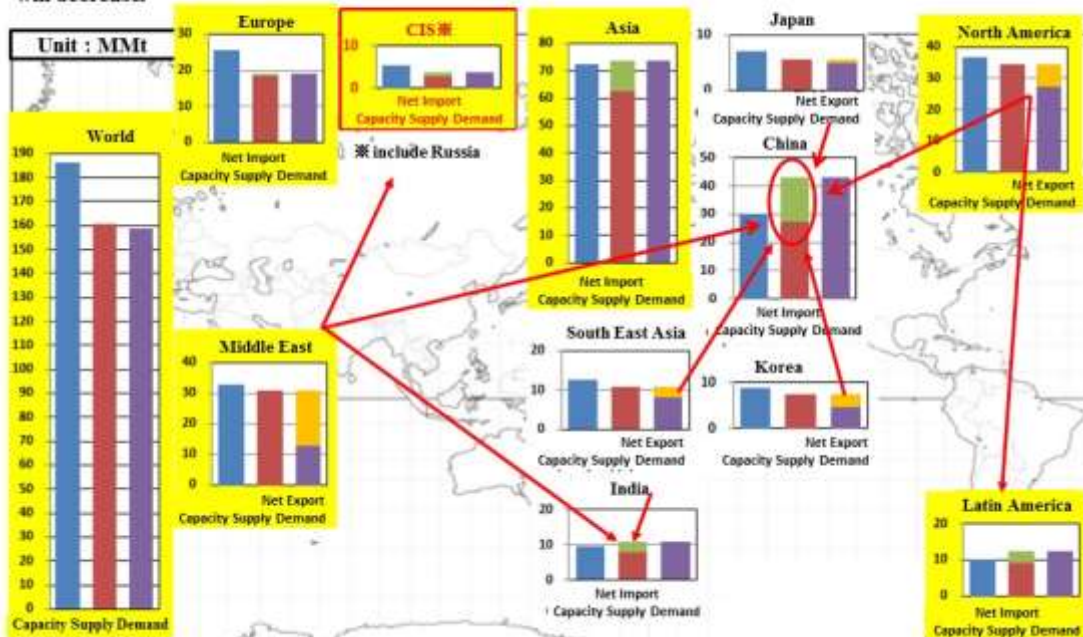 Unit : MMt
World
190
180
170
160
150
140
130
120
110
100
90
80
70
60
50
40
30
20
10
0
Capacity Supply Demand
Europe
30
20
10
0
Net Import
Capacity Supply Demand
CIS※
10
0
Net Import
Capacity Supply Demand
※ include Russia
Asia
80
70
60
50
40
30
20
10
0
Net Import
Capacity Supply Demand
Japan
10
0
Net Export
Capacity Supply Demand
China
50
40
30
20
10
0
Net Import
Capacity Supply Demand
North America
40
30
20
10
0
Net Export
Capacity Supply Demand
Middle East
40
30
20
10
0
Net Export
Capacity Supply Demand
South East Asia
20
10
0
Net Export
Capacity Supply Demand
Korea
10
0
Net Export
Capacity Supply Demand
India
20
10
0
Net Import
Capacity Supply Demand
Latin America
20
10
0
Net Import
Capacity Supply Demand